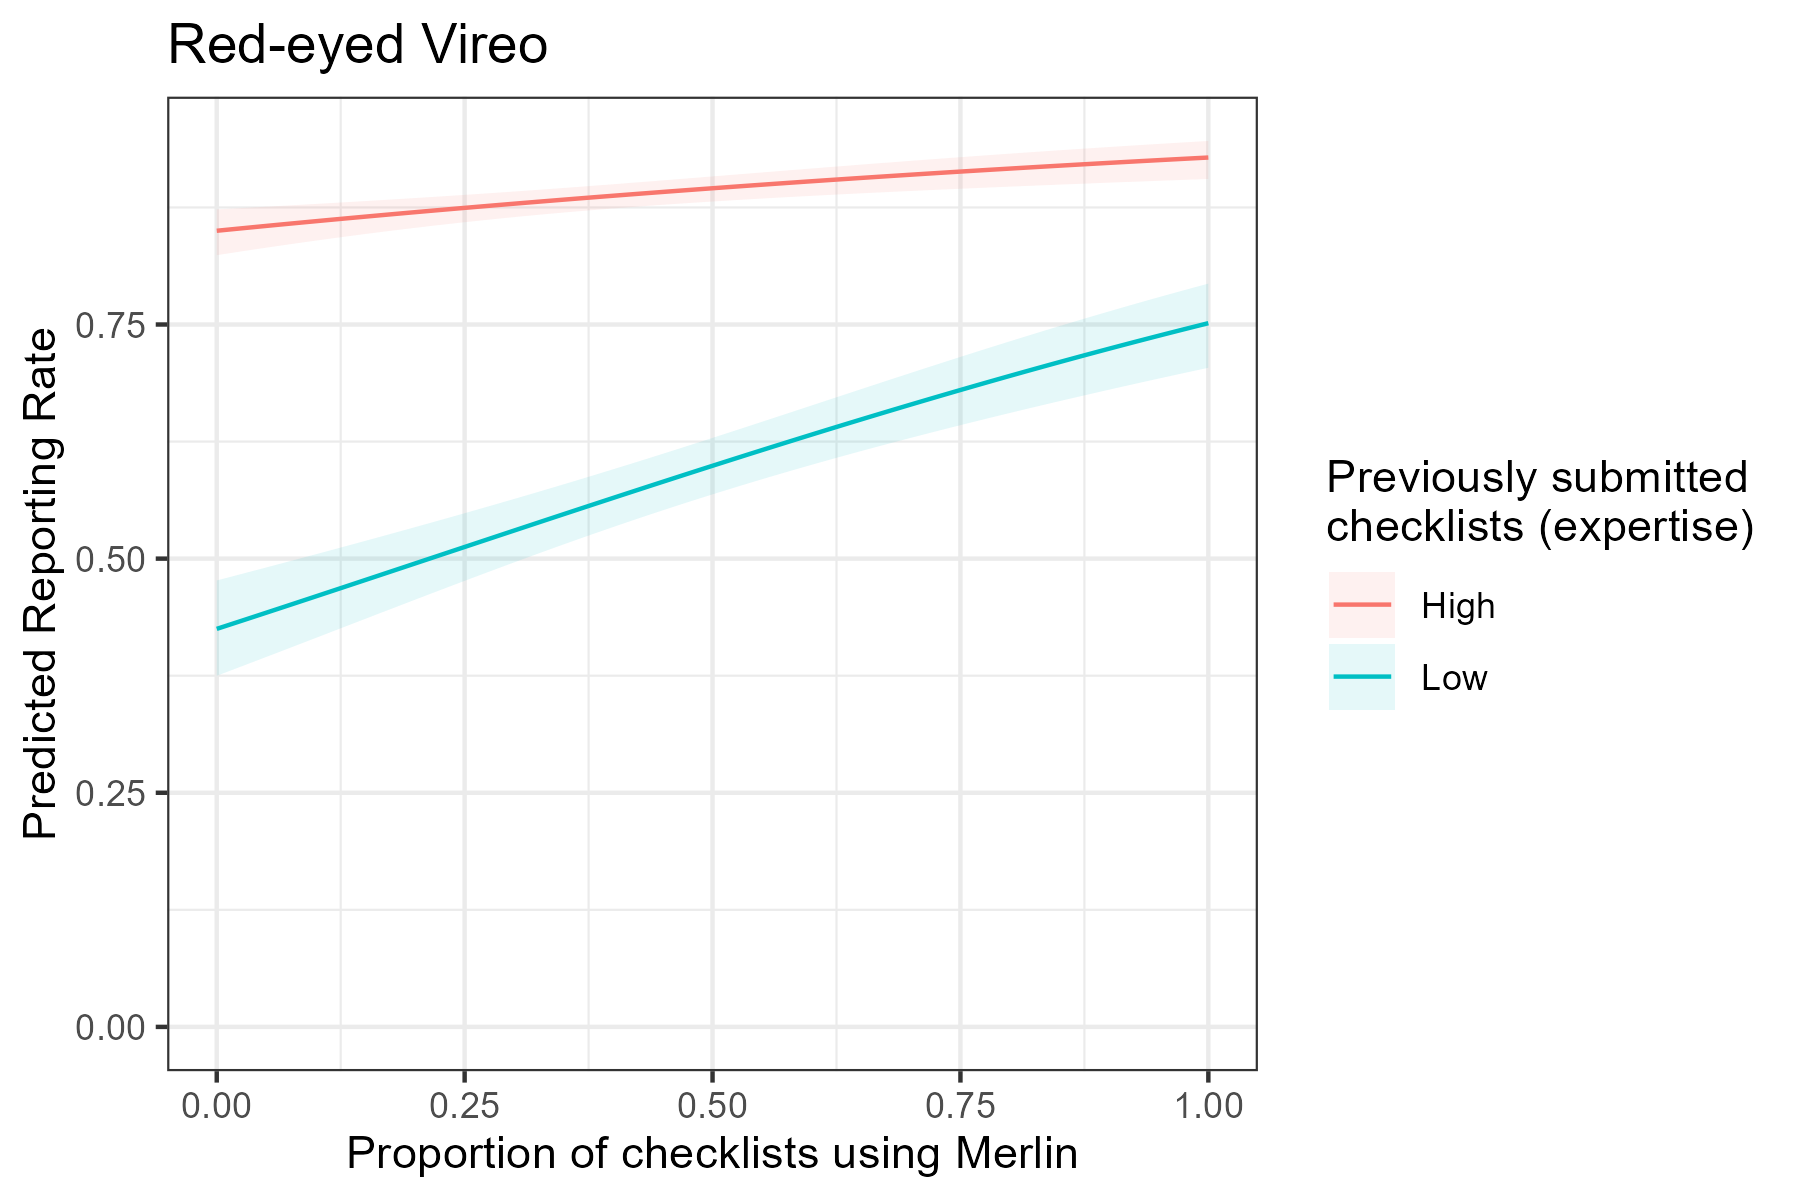 Red-eyed Vireo
Predicted Reporting Rate
0.75
0.50
0.25
0.00
0.00 0.25 0.50 0.75 1.00
Proportion of checklists using Merlin
Previously submitted
checklists (expertise)
High
Low